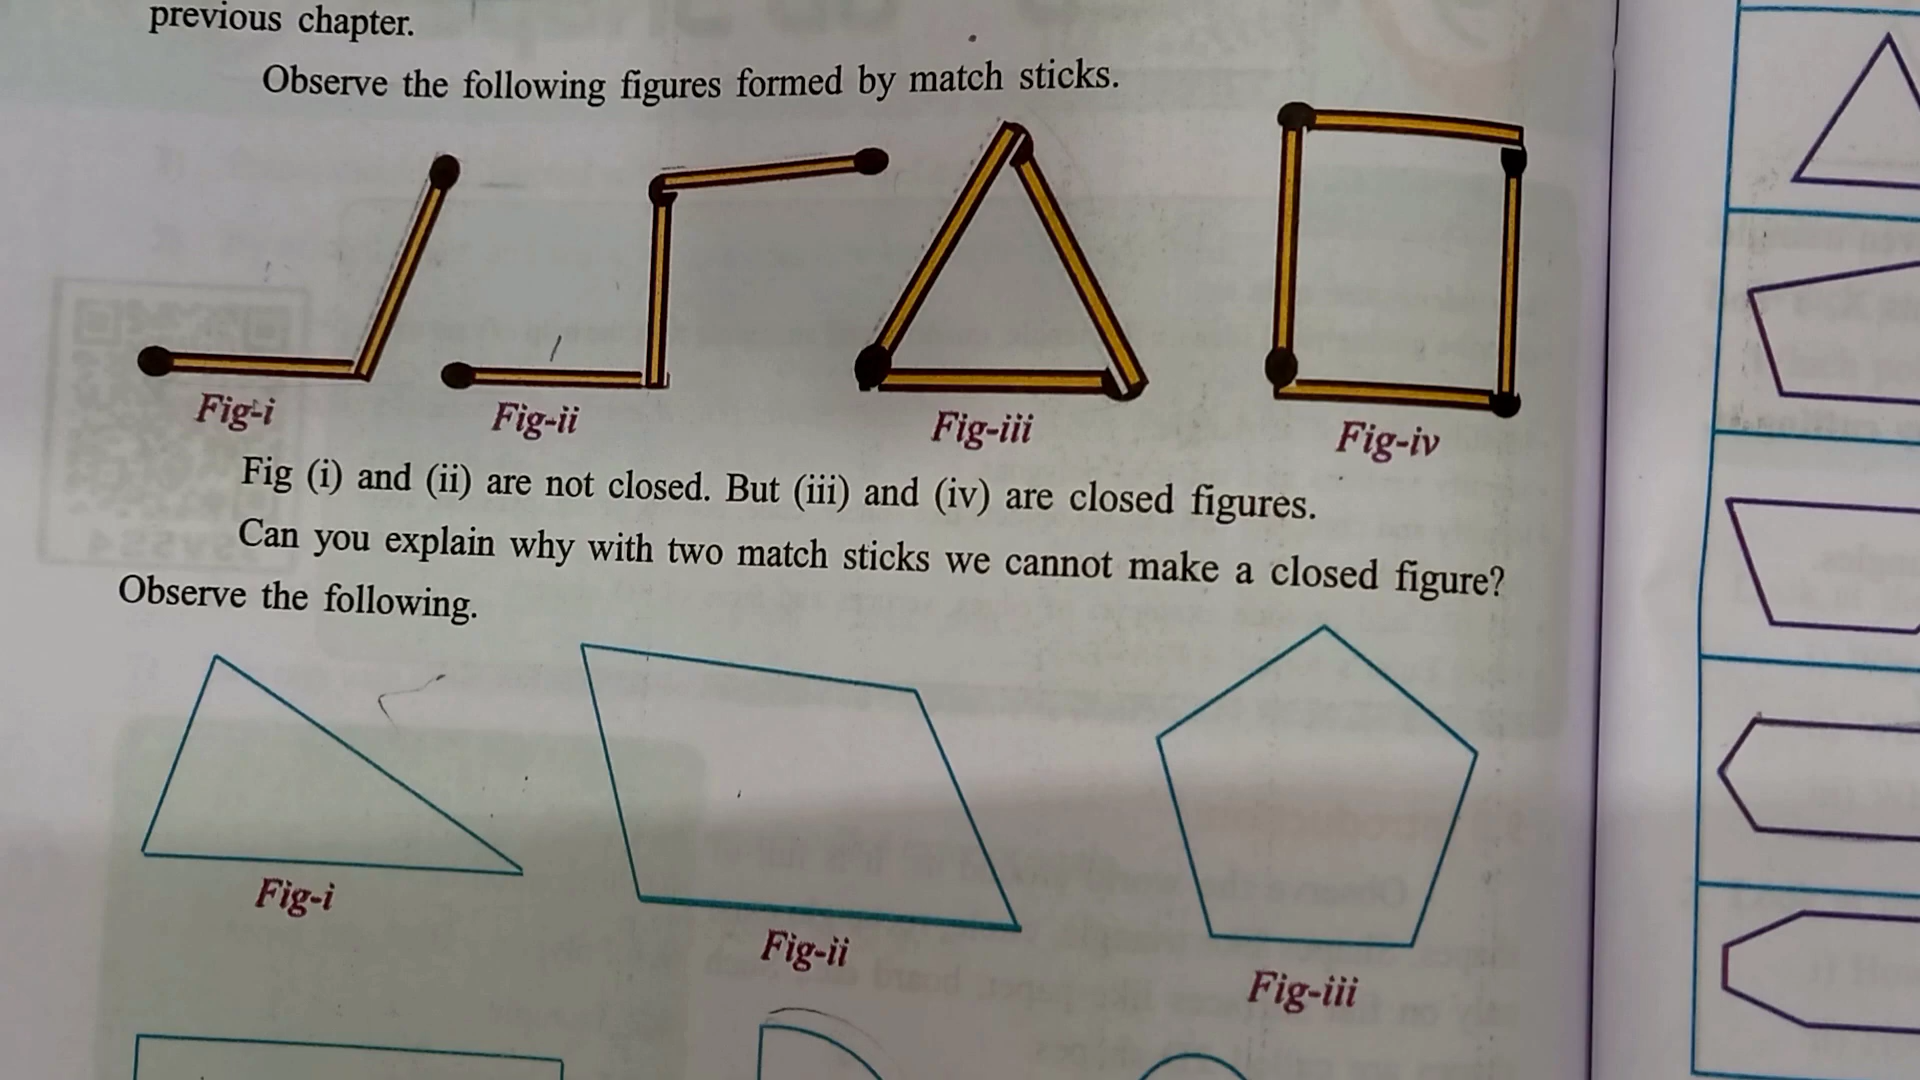 previous chapter.
Observe the following figures formed by match sticks.
Fig-i
Fig-ii
Fig-iii
Fig-iv
Fig (i) and (ii) are not closed. But (iii) and (iv) are closed figures.
Can you explain why with two match sticks we cannot make a closed figure?
Observe the following.
Fig-i
Fig-ii
Fig-iii